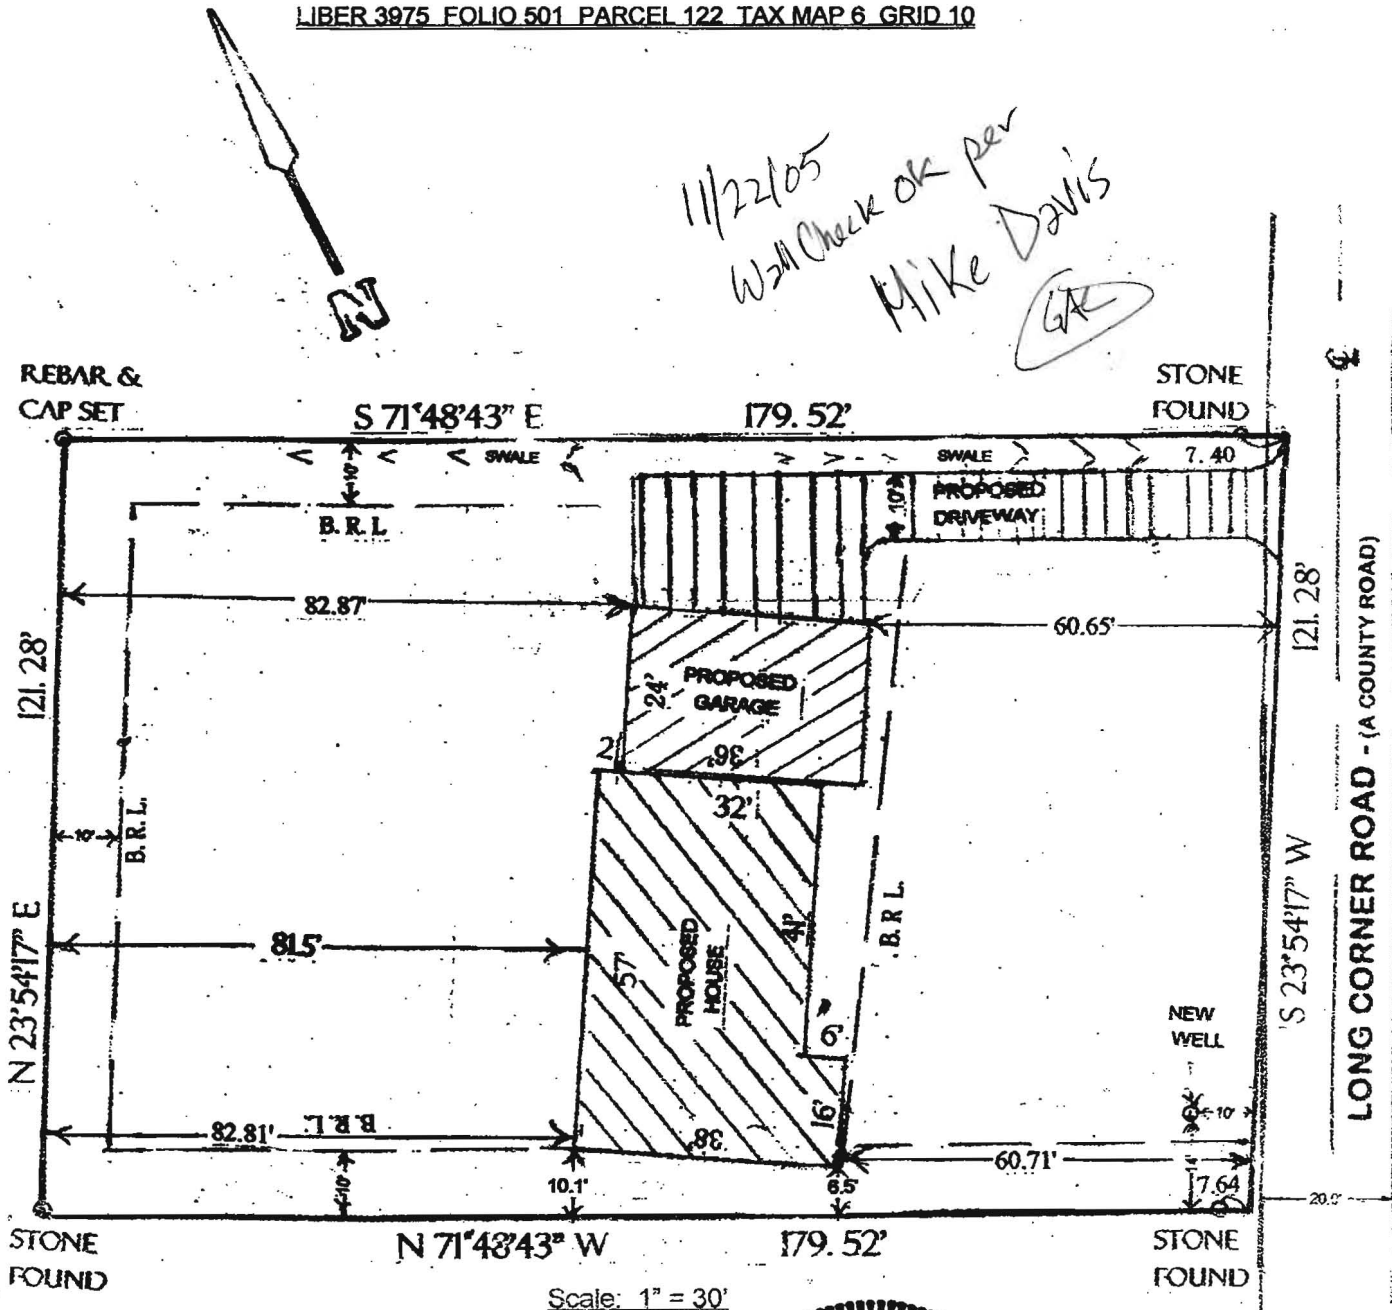 LIBER 3975 FOLIO 501 PARCEL 122 TAX MAP 6 GRID 10
11/22/05
Wall Check OK per
Mike Davis
GAC
N
REBAR &
CAP SET
S 71°48'43" E
179.52'
STONE
FOUND
℄
SWALE
SWALE
7.40
10'
B.R.L
10'
PROPOSED
DRIVEWAY
82.87'
60.65'
121.28'
121.28'
PROPOSED
GARAGE
24'
36'
2'
32'
10'
B.R.L.
B.R.L.
41'
57'
PROPOSED
HOUSE
81.5'
6'
N 23°54'17" E
S 23°54'17" W
LONG CORNER ROAD - (A COUNTY ROAD)
NEW
WELL
10'
16'
14'
82.81'
B.R.L.
38'
60.71'
10'
10.1'
6.5'
7.64
20.0'
STONE
FOUND
N 71°48'43" W
179.52'
STONE
FOUND
Scale: 1" = 30'